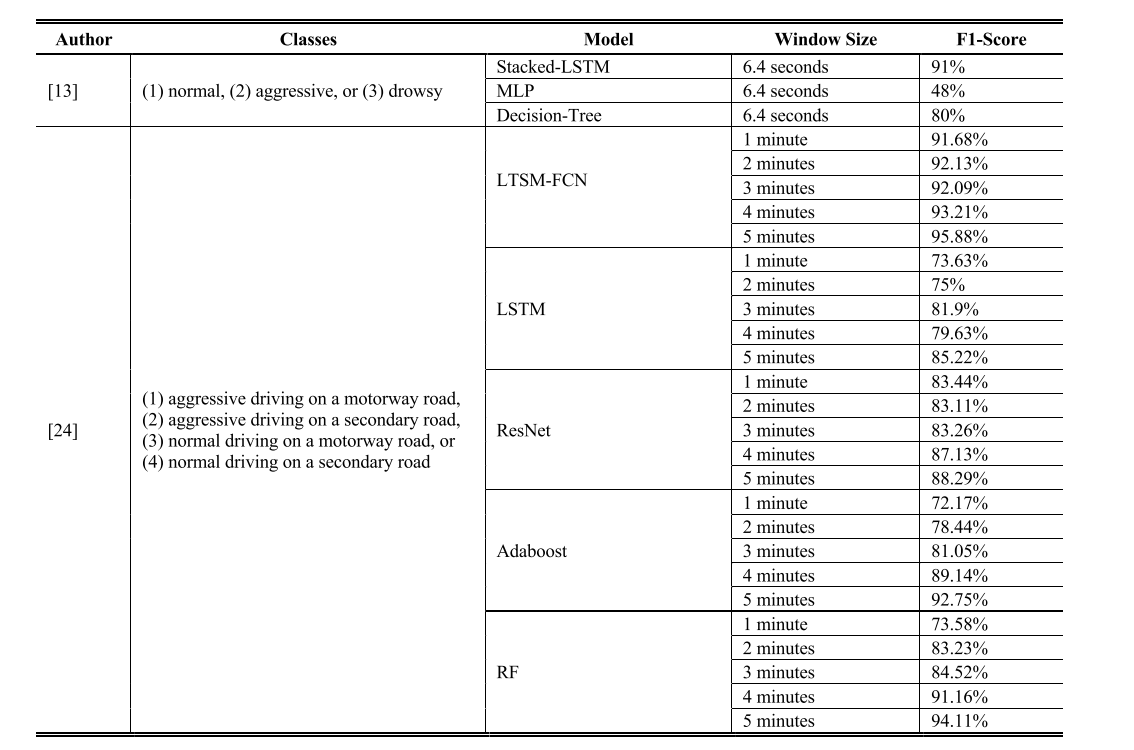 Author Classes Model Window Size F1-Score
[13] (1) normal, (2) aggressive, or (3) drowsy Stacked-LSTM 6.4 seconds 91%
MLP 6.4 seconds 48%
Decision-Tree 6.4 seconds 80%
[24] (1) aggressive driving on a motorway road,
(2) aggressive driving on a secondary road,
(3) normal driving on a motorway road, or
(4) normal driving on a secondary road
LTSM-FCN 1 minute 91.68%
2 minutes 92.13%
3 minutes 92.09%
4 minutes 93.21%
5 minutes 95.88%
LSTM 1 minute 73.63%
2 minutes 75%
3 minutes 81.9%
4 minutes 79.63%
5 minutes 85.22%
ResNet 1 minute 83.44%
2 minutes 83.11%
3 minutes 83.26%
4 minutes 87.13%
5 minutes 88.29%
Adaboost 1 minute 72.17%
2 minutes 78.44%
3 minutes 81.05%
4 minutes 89.14%
5 minutes 92.75%
RF 1 minute 73.58%
2 minutes 83.23%
3 minutes 84.52%
4 minutes 91.16%
5 minutes 94.11%